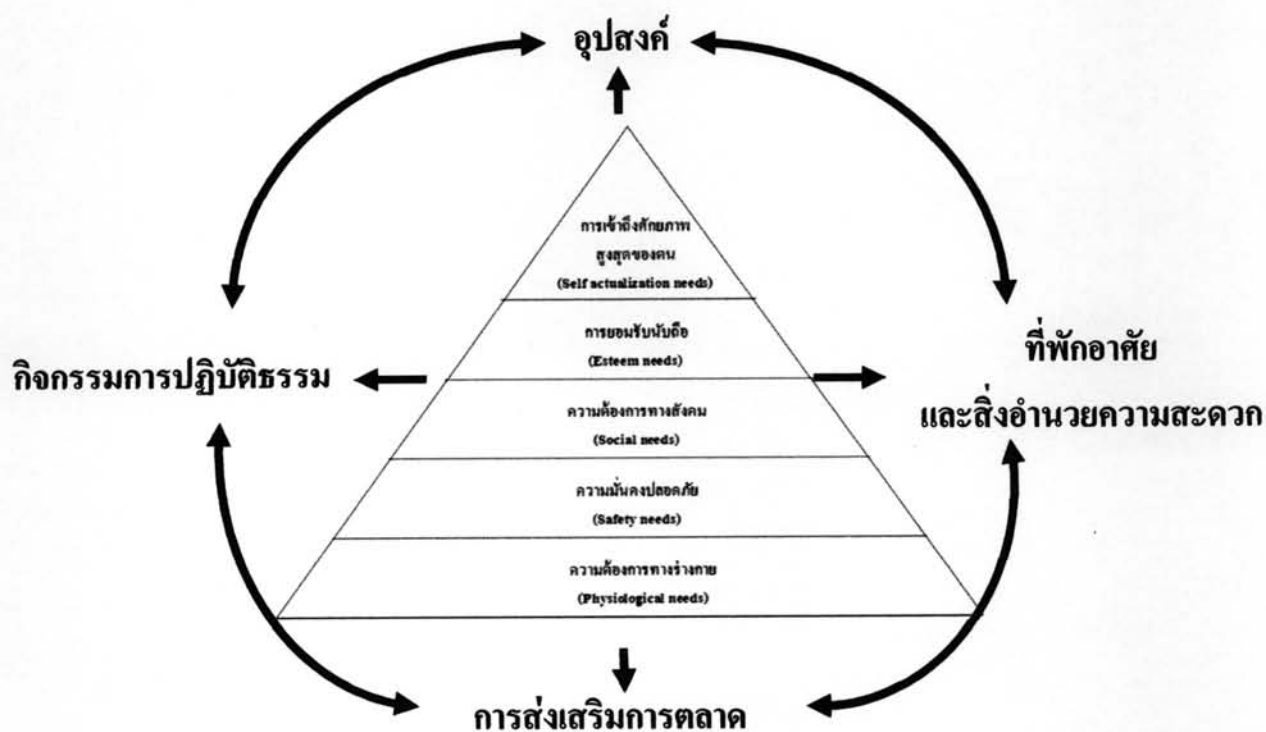 อุปสงค์
การเข้าถึงศักยภาพ
สูงสุดของตน
(Self actualization needs)
การยอมรับนับถือ
(Esteem needs)
กิจกรรมการปฏิบัติธรรม
ที่พักอาศัย
และสิ่งอำนวยความสะดวก
ความต้องการทางสังคม
(Social needs)
ความมั่นคงปลอดภัย
(Safety needs)
ความต้องการทางร่างกาย
(Physiological needs)
การส่งเสริมการตลาด